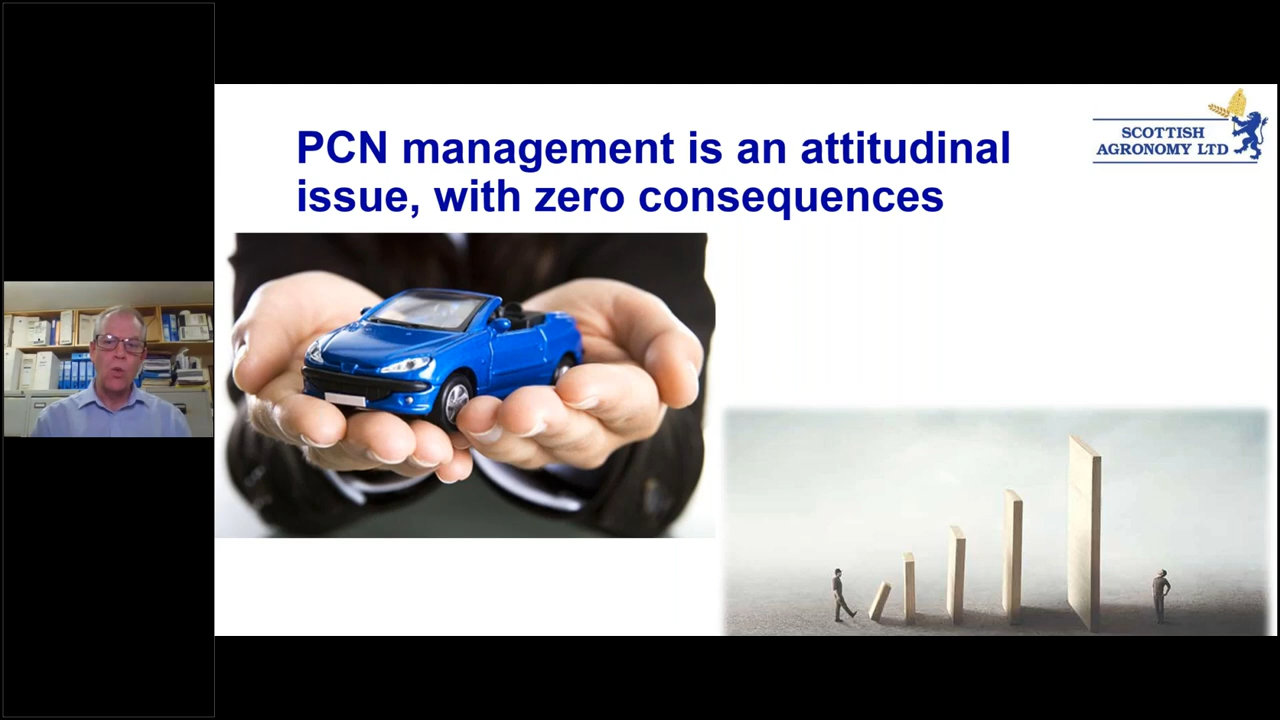 PCN management is an attitudinal
issue, with zero consequences
SCOTTISH
AGRONOMY LTD